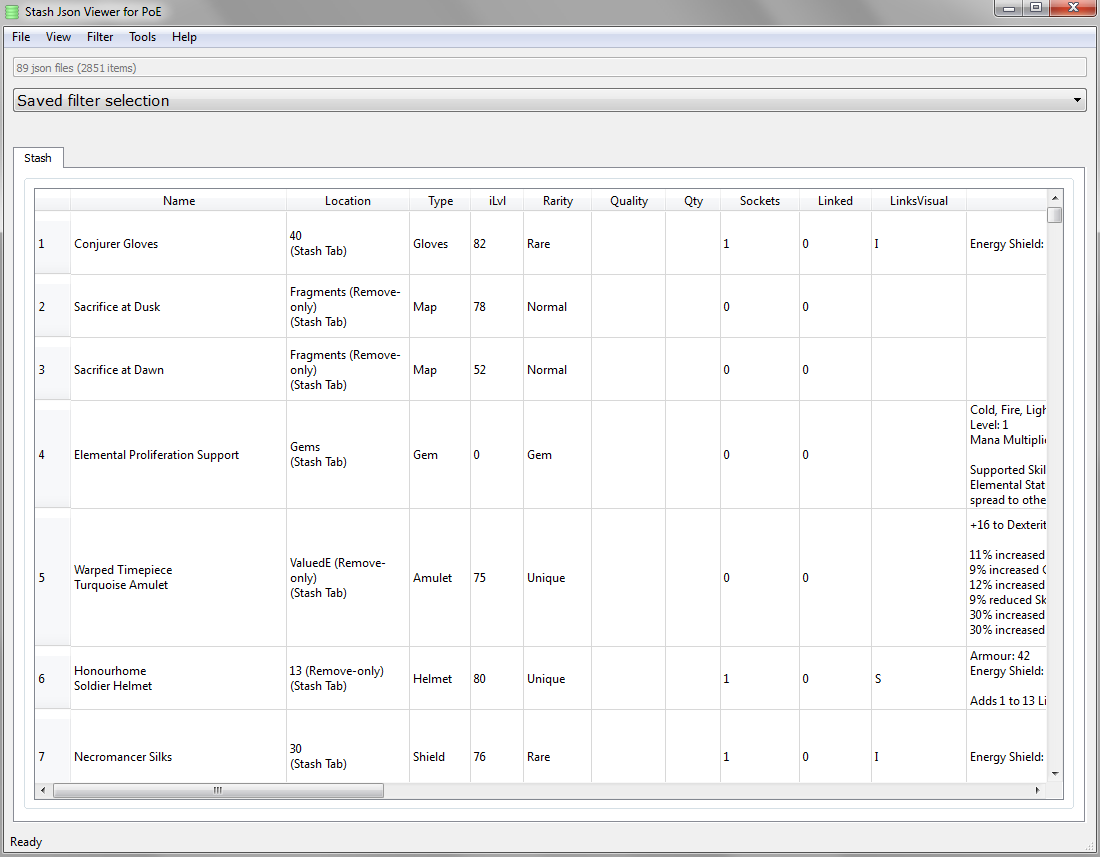 Stash Json Viewer for PoE
File View Filter Tools Help
89 json files (2851 items)
Saved filter selection
Stash
Name Location Type iLvl Rarity Quality Qty Sockets Linked LinksVisual
1 Conjurer Gloves 40 (Stash Tab) Gloves 82 Rare 1 0 I Energy Shield:
2 Sacrifice at Dusk Fragments (Remove-only) (Stash Tab) Map 78 Normal 0 0
3 Sacrifice at Dawn Fragments (Remove-only) (Stash Tab) Map 52 Normal 0 0
4 Elemental Proliferation Support Gems (Stash Tab) Gem 0 Gem 0 0
Cold, Fire, Ligh
Level: 1
Mana Multiplie
Supported Skil
Elemental Stat
spread to othe
5 Warped Timepiece Turquoise Amulet ValuedE (Remove-only) (Stash Tab) Amulet 75 Unique 0 0
+16 to Dexterit
11% increased
9% increased
12% increased
9% reduced Sk
30% increased
30% increased
6 Honourhome Soldier Helmet 13 (Remove-only) (Stash Tab) Helmet 80 Unique 1 0 S
Armour: 42
Energy Shield:
Adds 1 to 13 Li
7 Necromancer Silks 30 (Stash Tab) Shield 76 Rare 1 0 I Energy Shield:
Ready